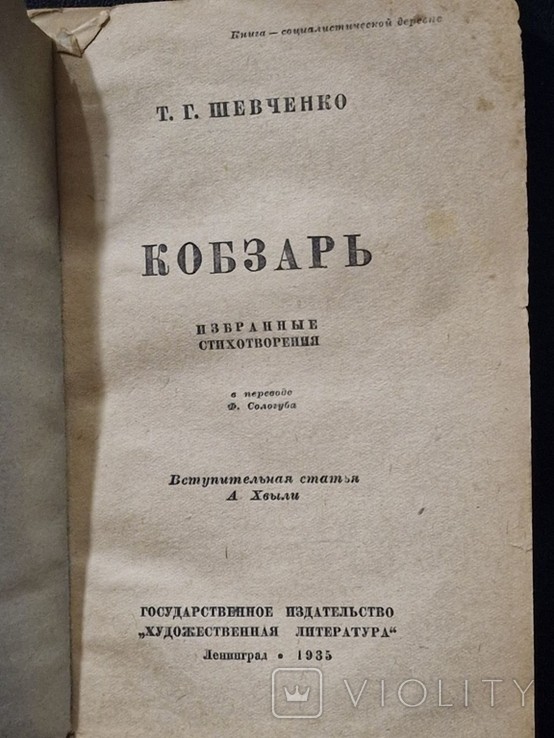 Книга — социалистической деревне
Т. Г. ШЕВЧЕНКО
КОБЗАРЬ
ИЗБРАННЫЕ
СТИХОТВОРЕНИЯ
в переводе
Ф. Сологуба
Вступительная статья
А Хвыли
ГОСУДАРСТВЕННОЕ ИЗДАТЕЛЬСТВО
„ХУДОЖЕСТВЕННАЯ ЛИТЕРАТУРА“
Ленинград • 1935
VIOLITY